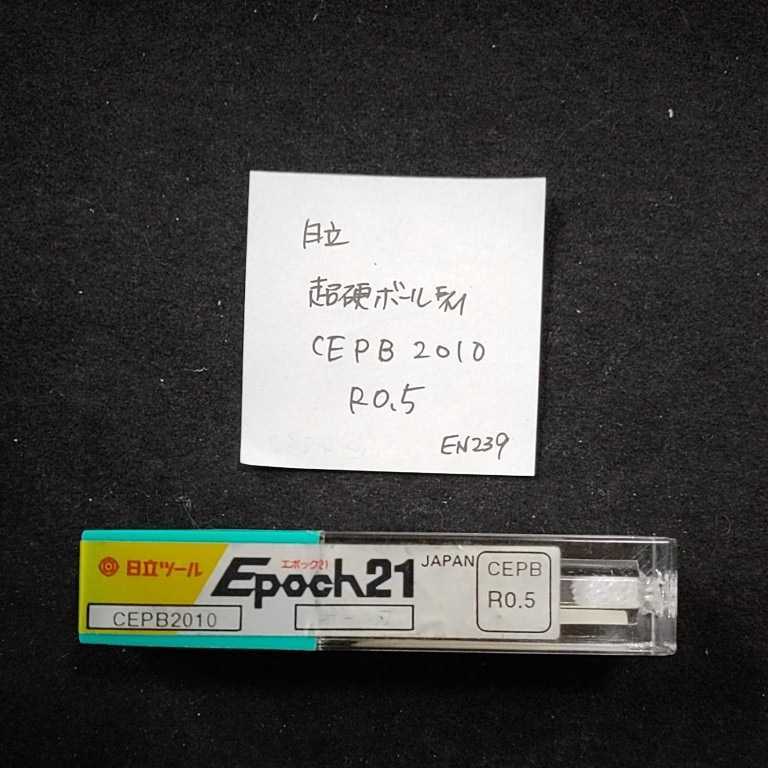 日立
超硬ボールEM
CEPB 2010
R0.5
EN239
日立ツール
エポック21
Epoch21
JAPAN
CEPB
R0.5
CEPB2010